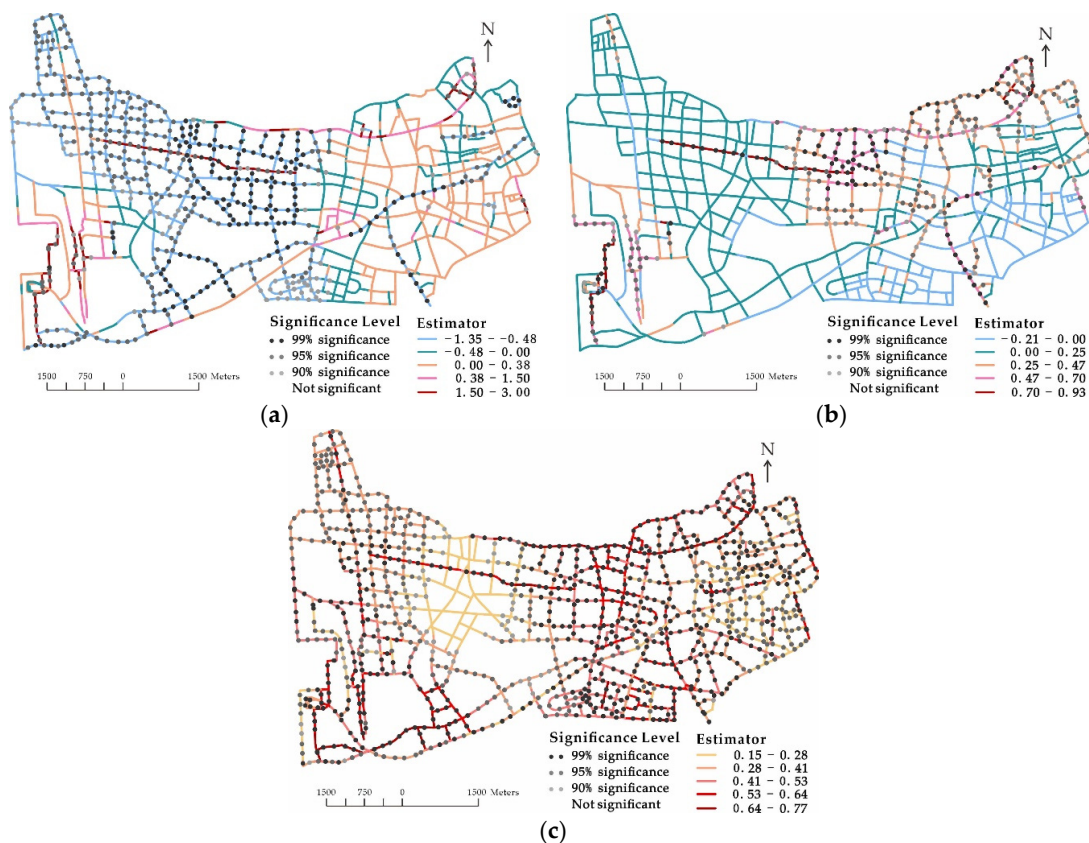 N
N
Significance Level Estimator
99% significance -1.35 - -0.48
95% significance -0.48 - 0.00
90% significance 0.00 - 0.38
Not significant 0.38 - 1.50
1.50 - 3.00
1500 750 0 1500 Meters
(a)
Significance Level Estimator
99% significance -0.21 - 0.00
95% significance 0.00 - 0.25
90% significance 0.25 - 0.47
Not significant 0.47 - 0.70
0.70 - 0.93
1500 750 0 1500 Meters
(b)
N
Significance Level Estimator
99% significance 0.15 - 0.28
95% significance 0.28 - 0.41
90% significance 0.41 - 0.53
Not significant 0.53 - 0.64
0.64 - 0.77
1500 750 0 1500 Meters
(c)